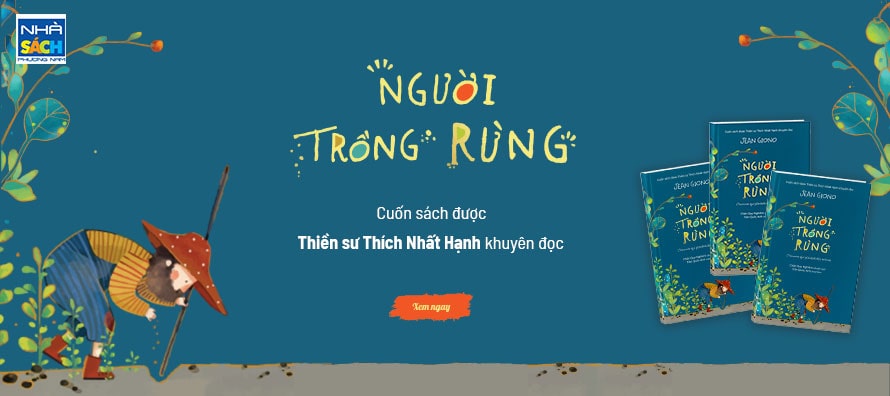 NHÀ
SÁCH
PHƯƠNG NAM
NGƯỜI
TRỒNG RỪNG
Cuốn sách được
Thiền sư Thích Nhất Hạnh khuyên đọc
Xem ngay
JEAN GIONO
NGƯỜI
TRỒNG
RỪNG
JEAN GIONO
NGƯỜI
TRỒNG
RỪNG
JEAN GIONO
NGƯỜI
TRỒNG
RỪNG